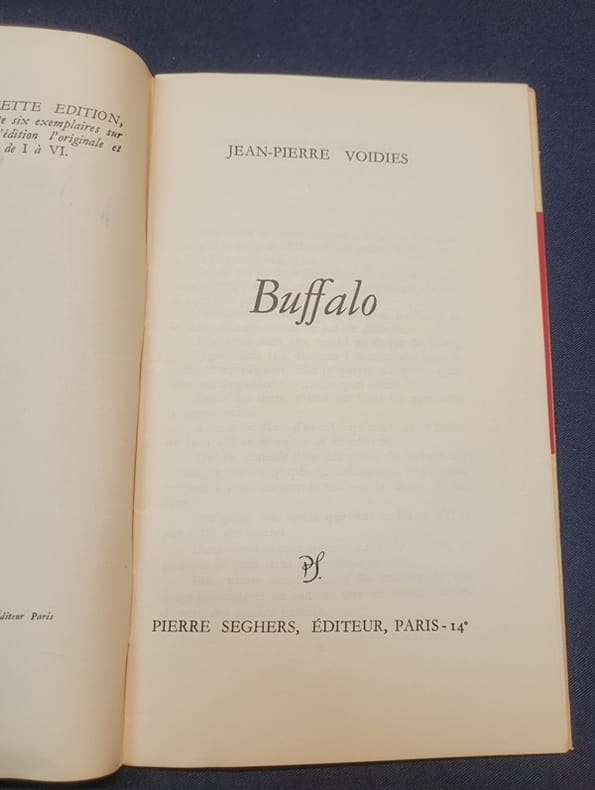 ETTE EDITION,
e six exemplaires sur
'édition l'originale et
de I à VI.
diteur Paris
JEAN-PIERRE VOIDIES
Buffalo
PS.
PIERRE SEGHERS, ÉDITEUR, PARIS-14ᵉ